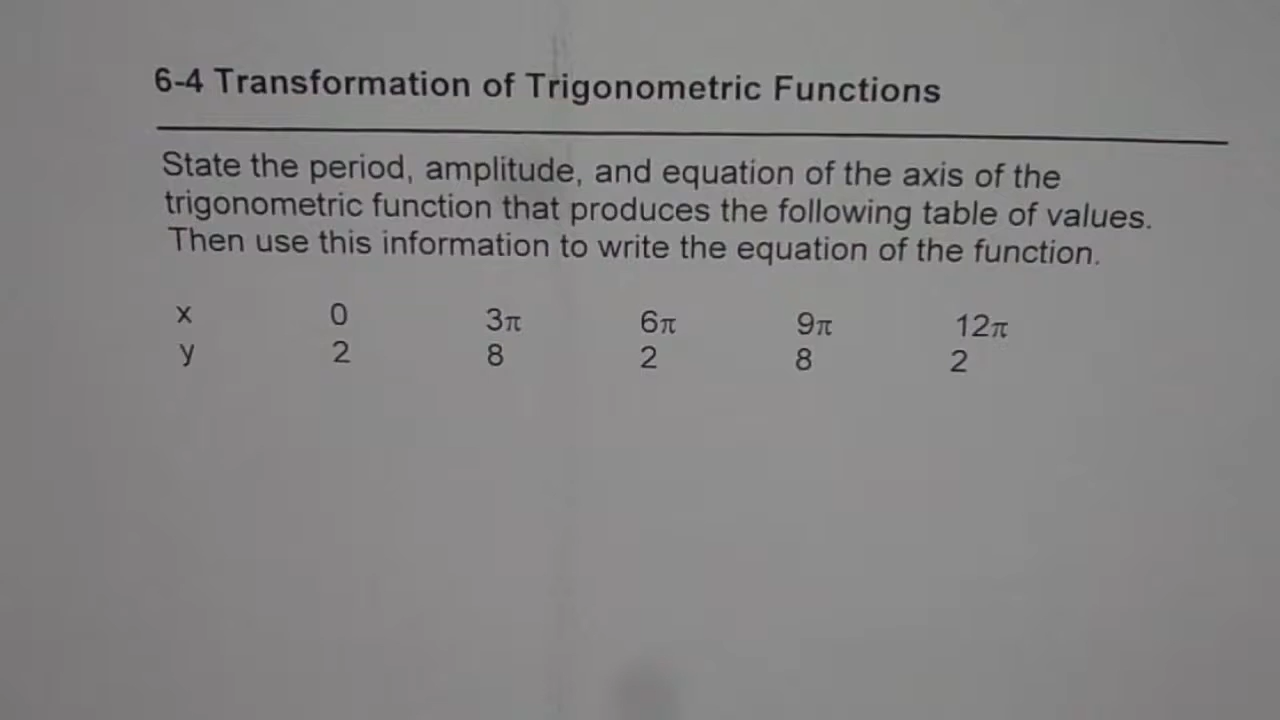 6-4 Transformation of Trigonometric Functions
State the period, amplitude, and equation of the axis of the
trigonometric function that produces the following table of values.
Then use this information to write the equation of the function.
x 0 3π 6π 9π 12π
y 2 8 2 8 2